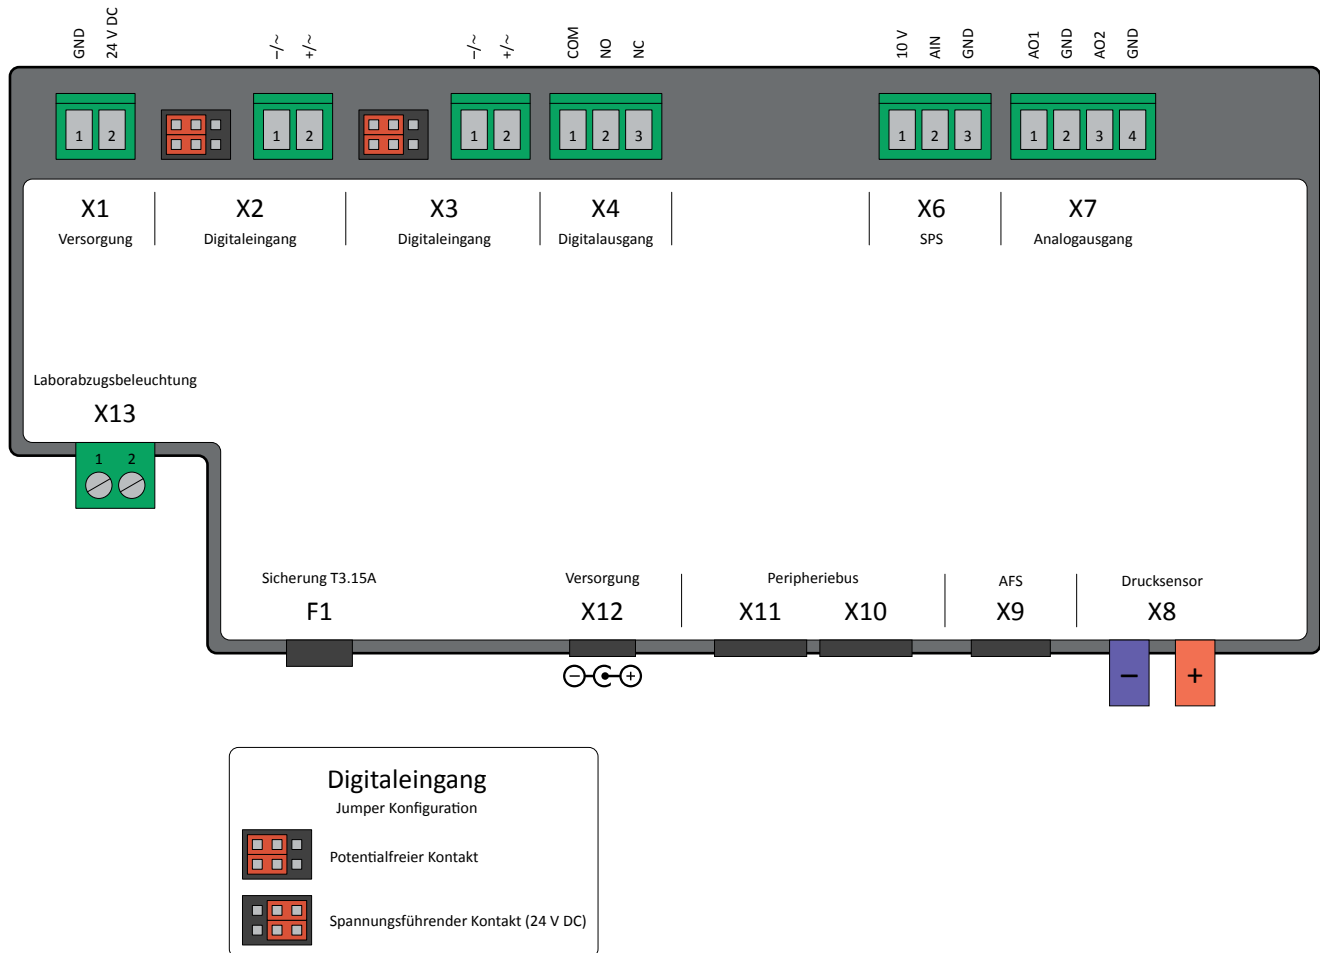 GND 24 V DC −/~ +/~ −/~ +/~ COM NO NC 10 V AIN GND AO1 GND AO2 GND
1 2 1 2 1 2 1 2 3 1 2 3 1 2 3 4
X1 X2 X3 X4 X6 X7
Versorgung Digitaleingang Digitaleingang Digitalausgang SPS Analogausgang
Laborabzugsbeleuchtung
X13
1 2
Sicherung T3.15A Versorgung Peripheriebus AFS Drucksensor
F1 X12 X11 X10 X9 X8
− + − +
Digitaleingang
Jumper Konfiguration
Potentialfreier Kontakt
Spannungsführender Kontakt (24 V DC)